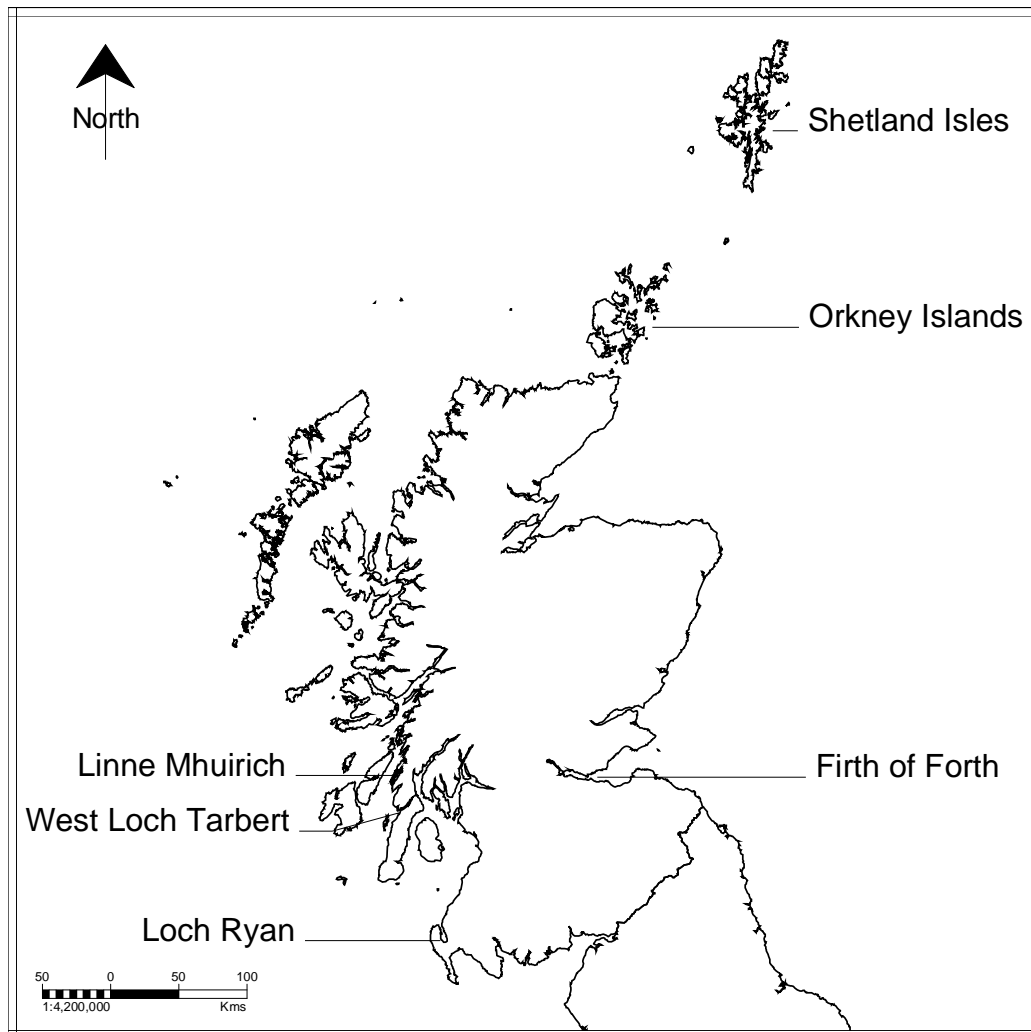 North
Shetland Isles
Orkney Islands
Linne Mhuirich
Firth of Forth
West Loch Tarbert
Loch Ryan
50 0 50 100
1:4,200,000 Kms